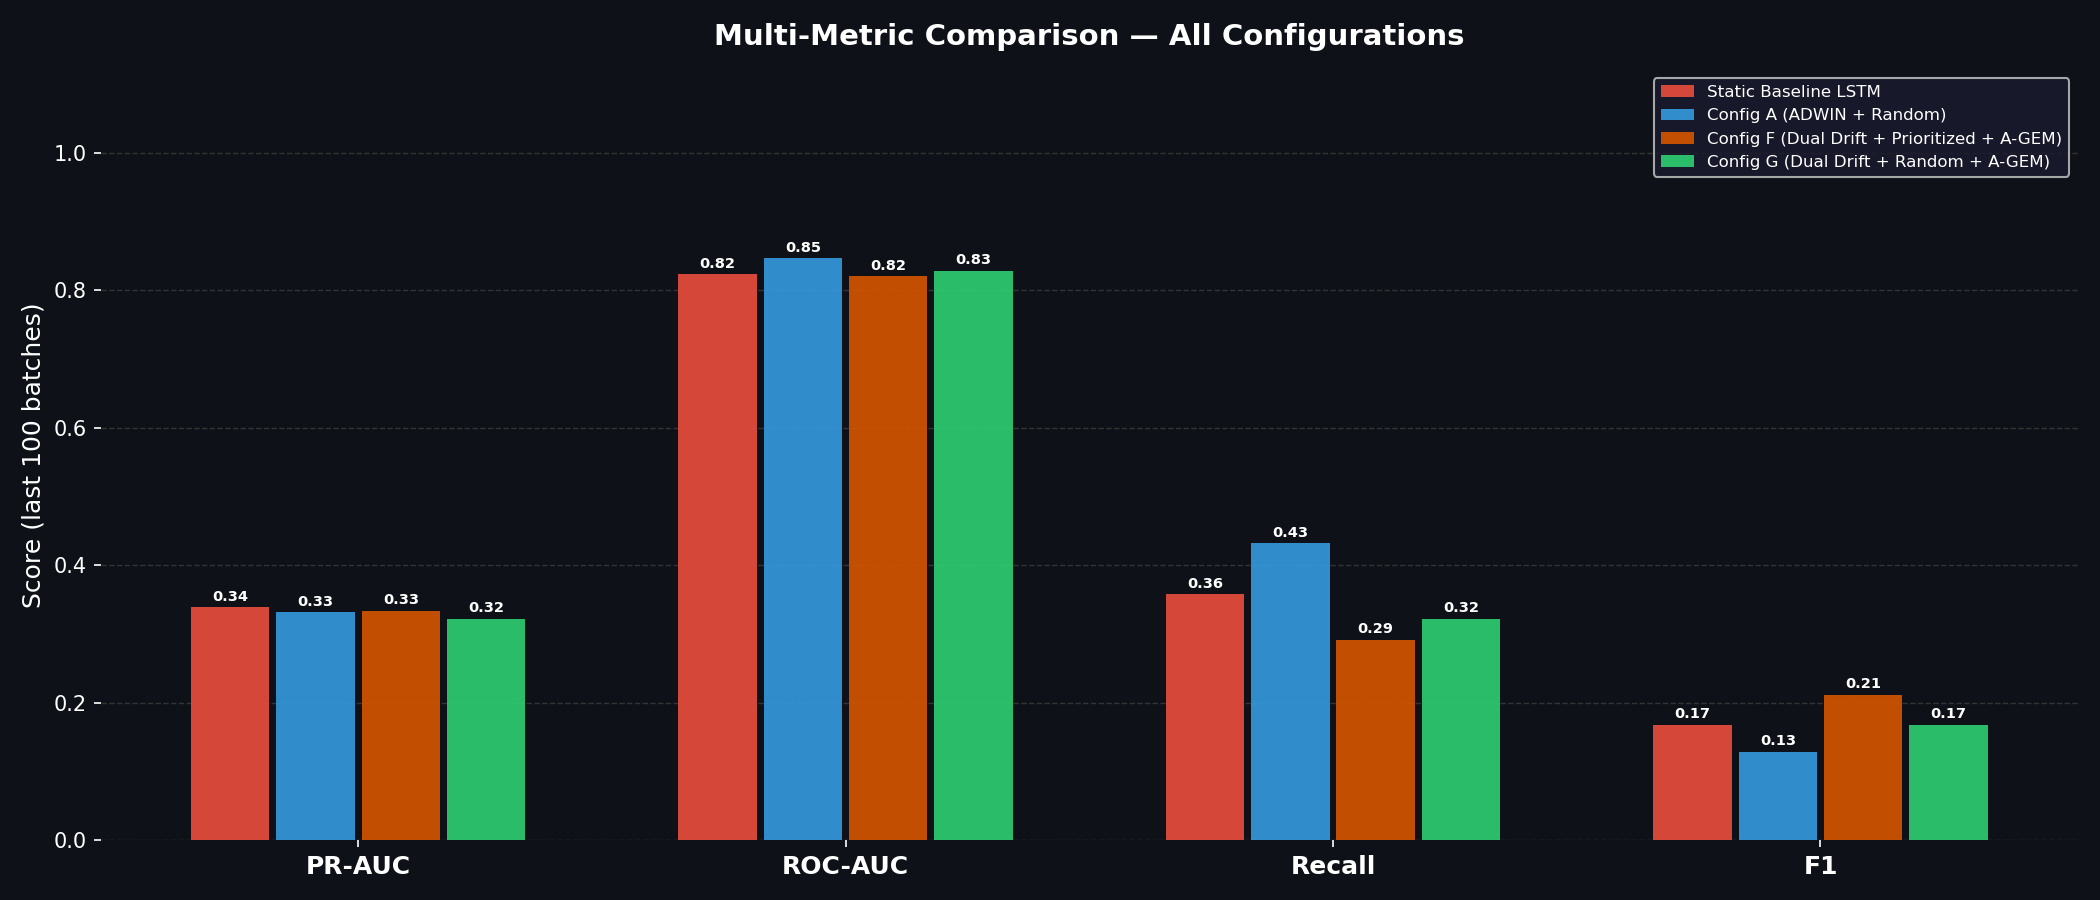 Multi-Metric Comparison — All Configurations
Static Baseline LSTM
Config A (ADWIN + Random)
Config F (Dual Drift + Prioritized + A-GEM)
Config G (Dual Drift + Random + A-GEM)
Score (last 100 batches)
1.0
0.8
0.6
0.4
0.2
0.0
0.34
0.33
0.33
0.32
0.82
0.85
0.82
0.83
0.36
0.43
0.29
0.32
0.17
0.13
0.21
0.17
PR-AUC
ROC-AUC
Recall
F1